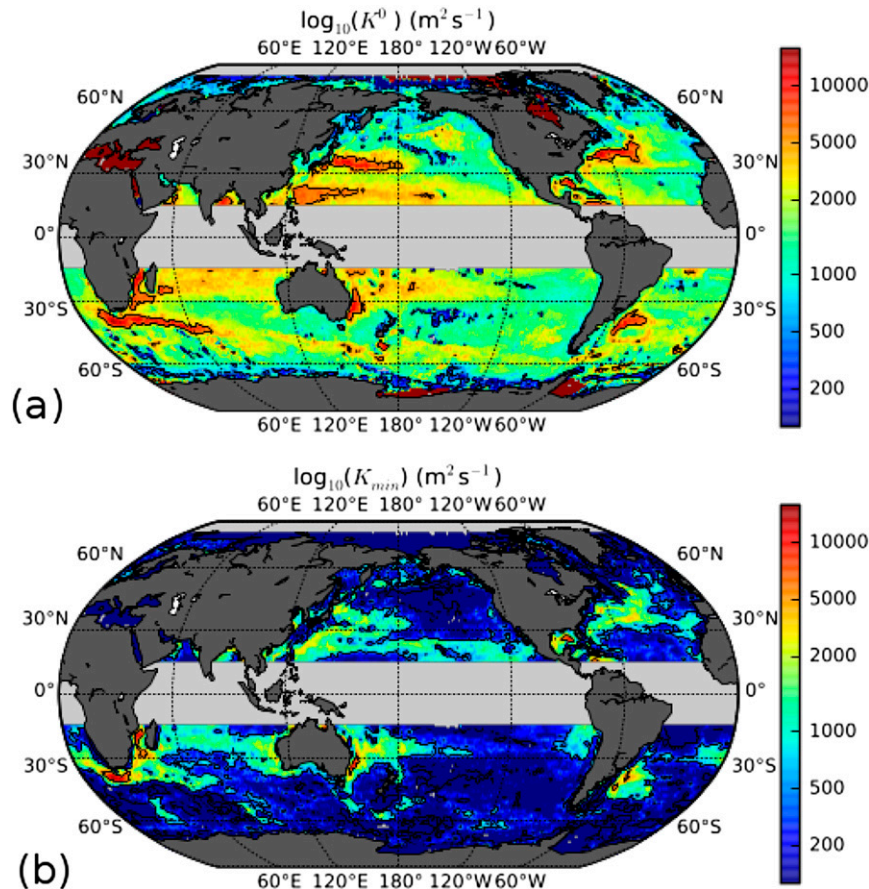 log₁₀(K⁰) (m² s⁻¹)
60°E 120°E 180° 120°W 60°W
60°N
30°N 30°N
0° 0°
30°S 30°S
60°S 60°S
60°E 120°E 180° 120°W 60°W
10000
5000
2000
1000
500
200
(a)
log₁₀(Kₘᵢₙ) (m² s⁻¹)
60°E 120°E 180° 120°W 60°W
60°N 60°N
30°N 30°N
0° 0°
30°S 30°S
60°S 60°S
60°E 120°E 180° 120°W 60°W
10000
5000
2000
1000
500
200
(b)